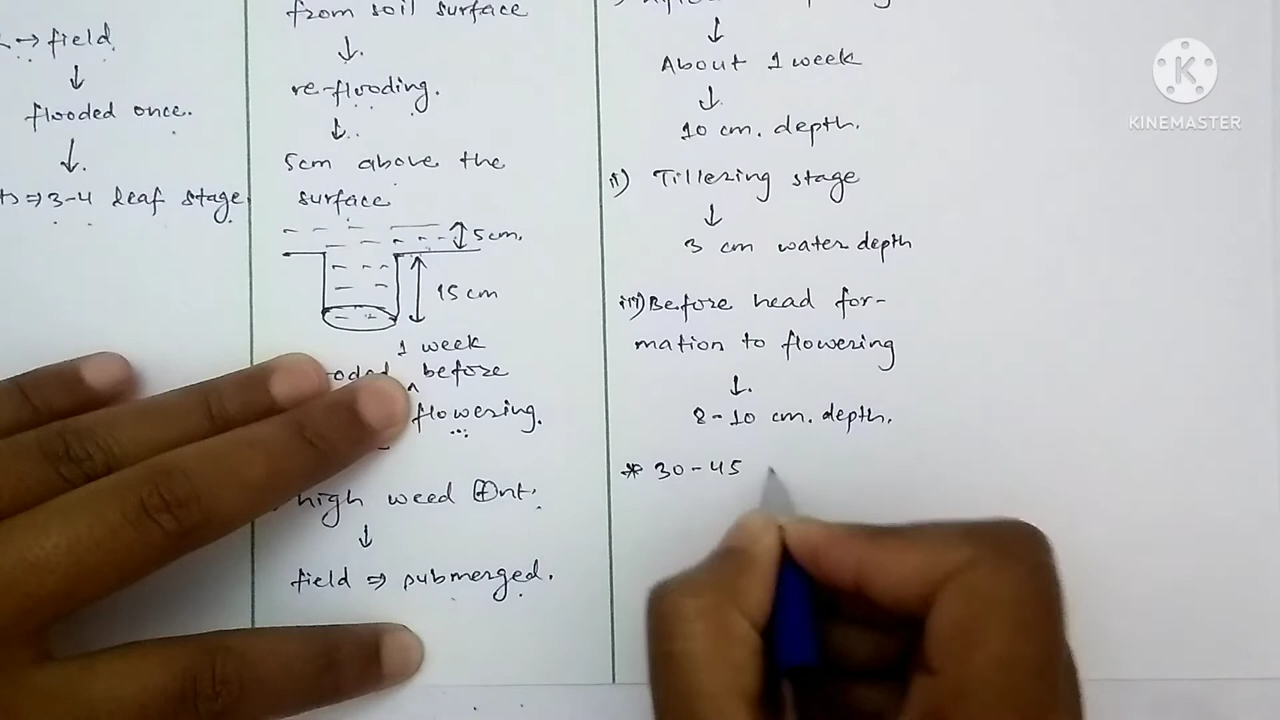 → field.
↓
flooded once.
↓.
⇒ 3-4 leaf stage
from soil surface
↓.
re-flooding.
↓..
5cm above the
surface
5cm.
15 cm
1 week
before
^
flowering.
high weed
↓
field ⇒ submerged.
↓
About 1 week
↓.
10 cm. depth.
ii) Tillering stage
↓
3 cm water depth
iii) Before head for-
mation to flowering
↓.
8-10 cm. depth.
* 30-45
KINEMASTER